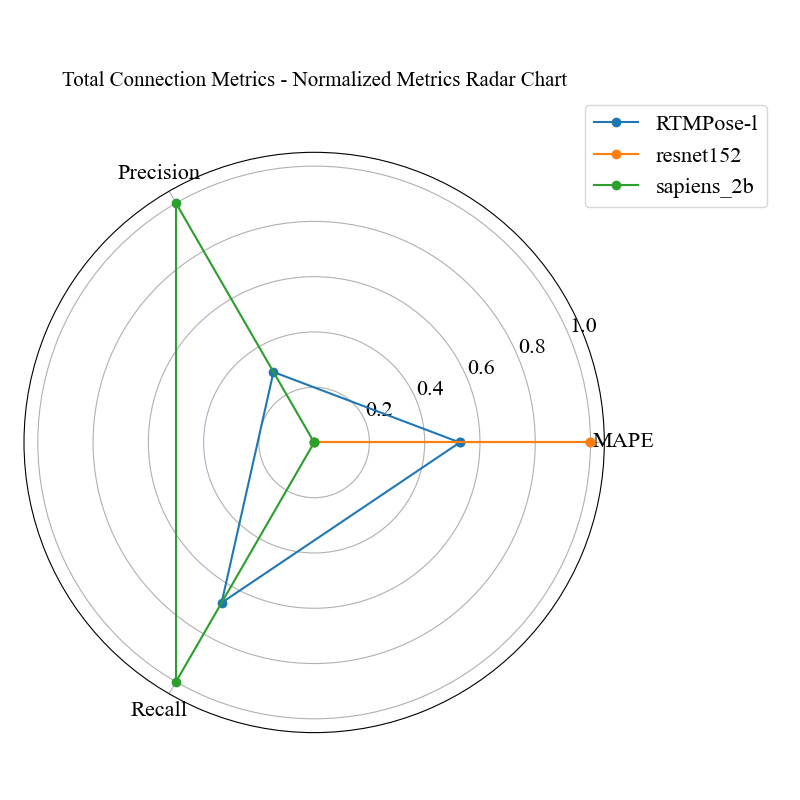 Total Connection Metrics - Normalized Metrics Radar Chart
RTMPose-l
resnet152
sapiens_2b
Precision
1.0
0.8
0.6
0.4
0.2
MAPE
Recall